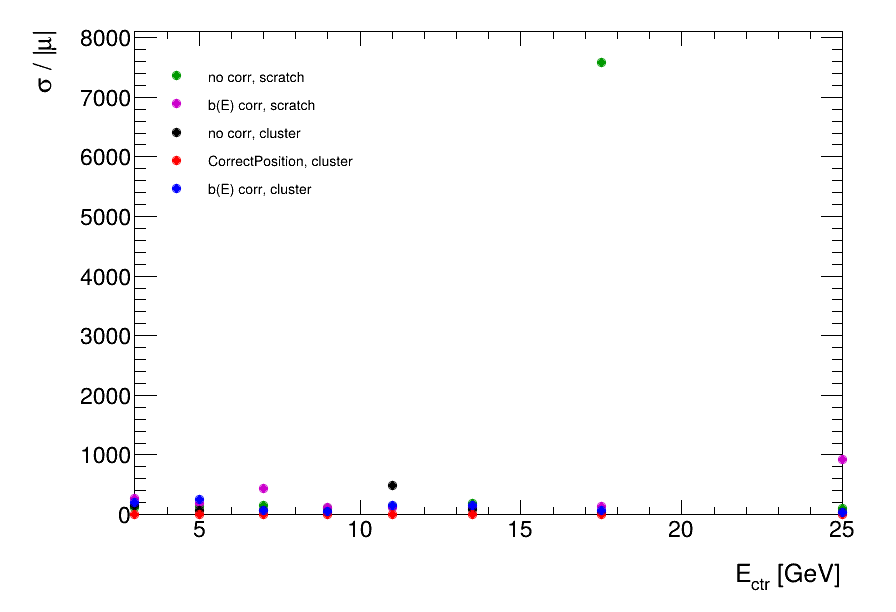 σ / |μ|
8000
7000
6000
5000
4000
3000
2000
1000
0
no corr, scratch
b(E) corr, scratch
no corr, cluster
CorrectPosition, cluster
b(E) corr, cluster
5 10 15 20 25
E_ctr [GeV]